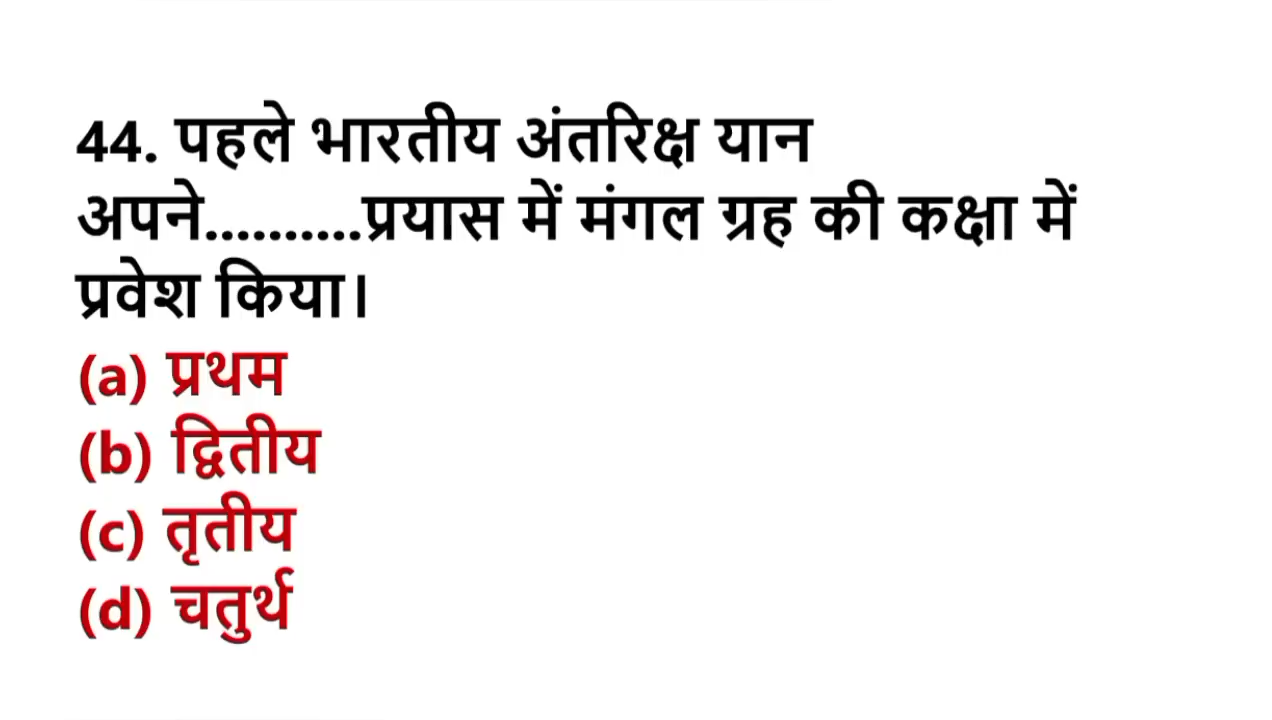 44. पहले भारतीय अंतरिक्ष यान
अपने..........प्रयास में मंगल ग्रह की कक्षा में
प्रवेश किया।
(a) प्रथम
(b) द्वितीय
(c) तृतीय
(d) चतुर्थ